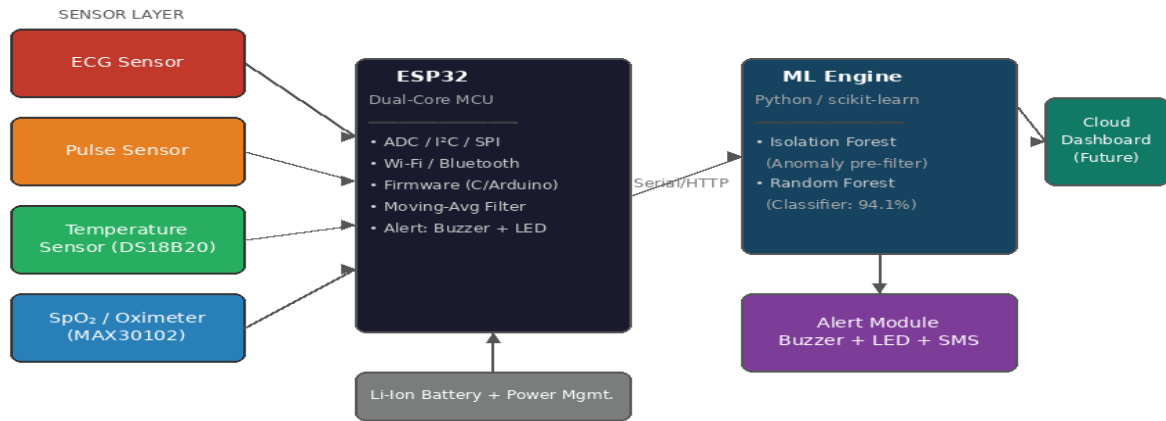 SENSOR LAYER
ECG Sensor
Pulse Sensor
Temperature
Sensor (DS18B20)
SpO₂ / Oximeter
(MAX30102)
ESP32
Dual-Core MCU
• ADC / I²C / SPI
• Wi-Fi / Bluetooth
• Firmware (C/Arduino)
• Moving-Avg Filter
• Alert: Buzzer + LED
Li-Ion Battery + Power Mgmt.
Serial/HTTP
ML Engine
Python / scikit-learn
• Isolation Forest
(Anomaly pre-filter)
• Random Forest
(Classifier: 94.1%)
Alert Module
Buzzer + LED + SMS
Cloud
Dashboard
(Future)